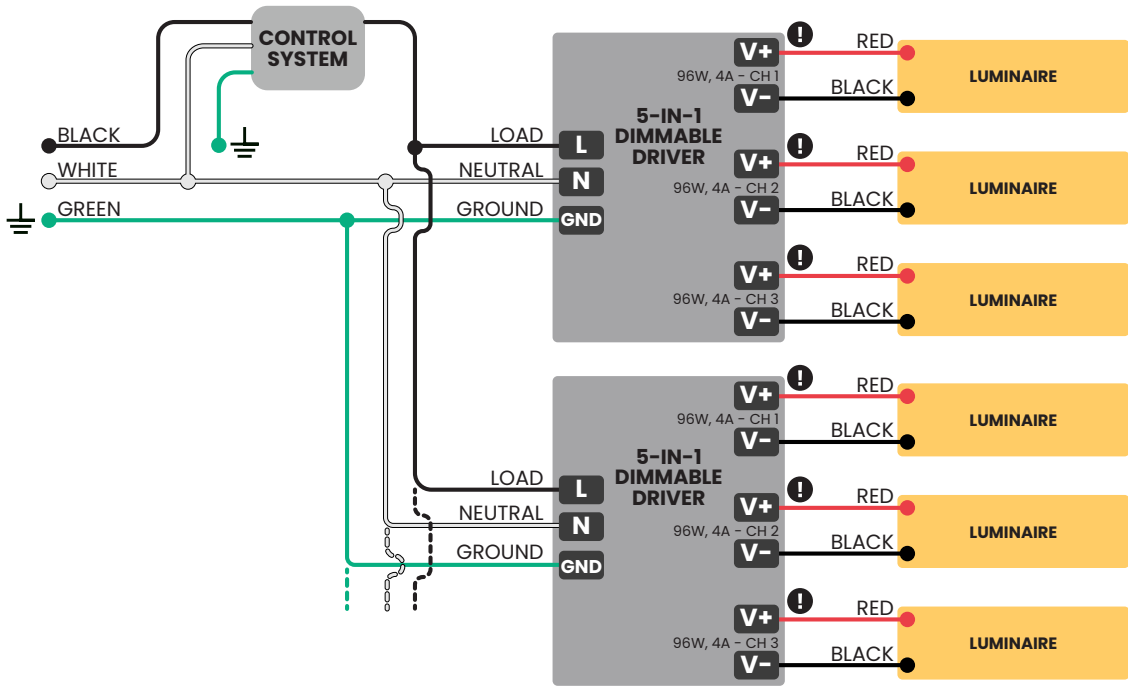 CONTROL
SYSTEM
BLACK
WHITE
GREEN
LOAD
NEUTRAL
GROUND
L
N
GND
5-IN-1
DIMMABLE
DRIVER
V+
96W, 4A - CH 1
V-
!
RED
BLACK
LUMINAIRE
V+
96W, 4A - CH 2
V-
!
RED
BLACK
LUMINAIRE
V+
96W, 4A - CH 3
V-
!
RED
BLACK
LUMINAIRE
LOAD
NEUTRAL
GROUND
L
N
GND
5-IN-1
DIMMABLE
DRIVER
V+
96W, 4A - CH 1
V-
!
RED
BLACK
LUMINAIRE
V+
96W, 4A - CH 2
V-
!
RED
BLACK
LUMINAIRE
V+
96W, 4A - CH 3
V-
!
RED
BLACK
LUMINAIRE